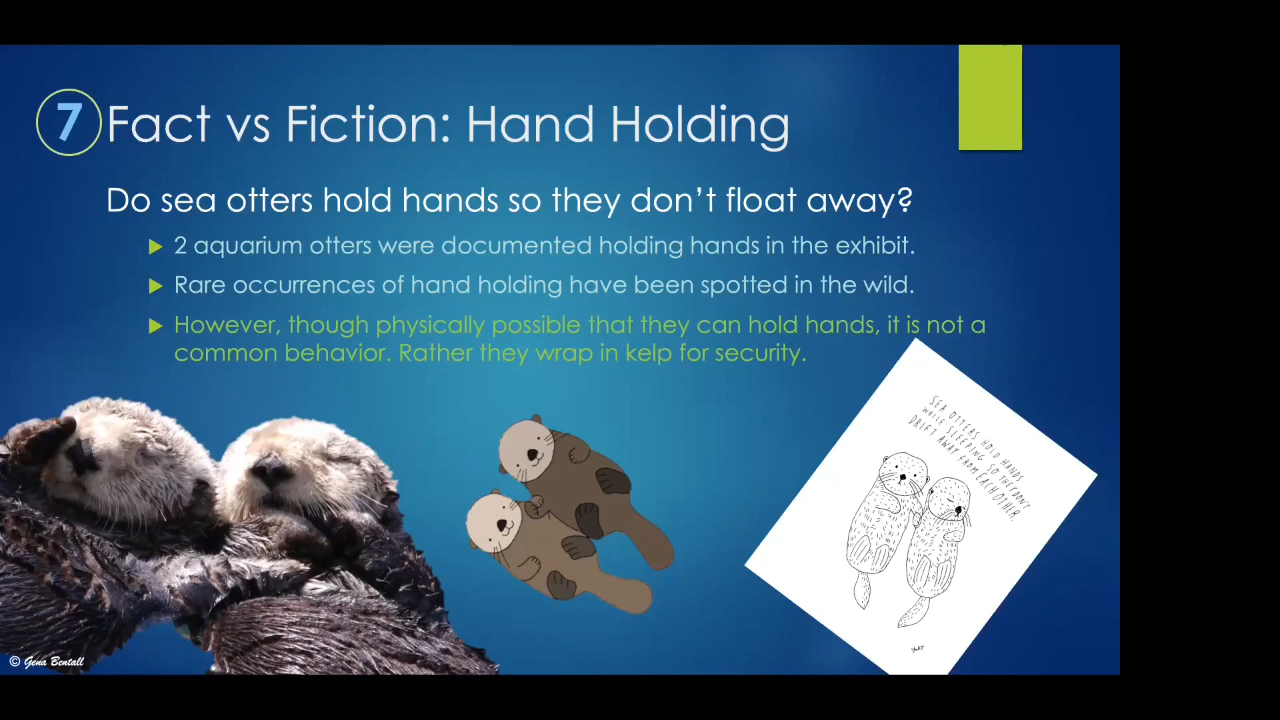 7 Fact vs Fiction: Hand Holding
Do sea otters hold hands so they don't float away?
2 aquarium otters were documented holding hands in the exhibit.
Rare occurrences of hand holding have been spotted in the wild.
However, though physically possible that they can hold hands, it is not a
common behavior. Rather they wrap in kelp for security.
SEA OTTERS HOLD HANDS
WHILE SLEEPING SO THEY DON'T
DRIFT AWAY FROM EACH OTHER.
© Gena Bentall